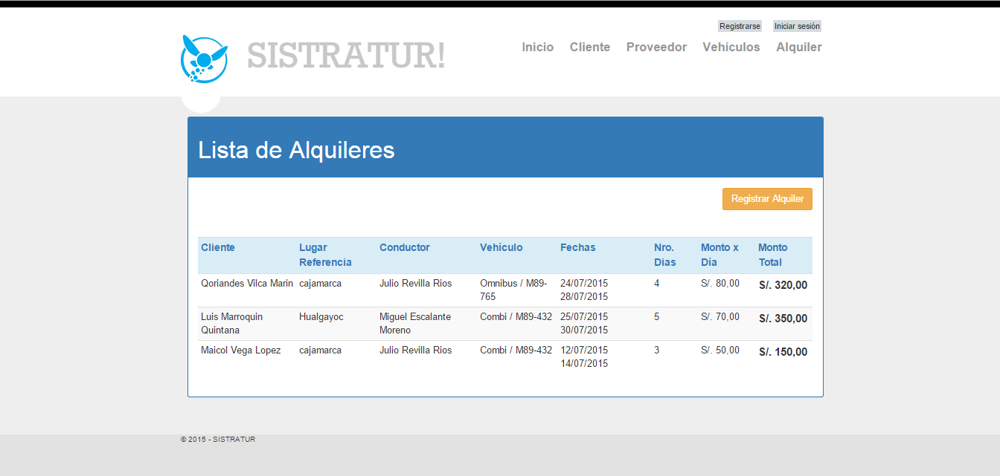 Registrarse Iniciar sesión
SISTRATUR!
Inicio Cliente Proveedor Vehículos Alquiler
Lista de Alquileres
Registrar Alquiler
Cliente Lugar Referencia Conductor Vehículo Fechas Nro. Dias Monto x Día Monto Total
Qoriandes Vilca Marin cajamarca Julio Revilla Rios Omnibus / M89-765 24/07/2015 28/07/2015 4 S/. 80,00 S/. 320,00
Luis Marroquin Quintana Hualgayoc Miguel Escalante Moreno Combi / M89-432 25/07/2015 30/07/2015 5 S/. 70,00 S/. 350,00
Maicol Vega Lopez cajamarca Julio Revilla Rios Combi / M89-432 12/07/2015 14/07/2015 3 S/. 50,00 S/. 150,00
© 2015 - SISTRATUR